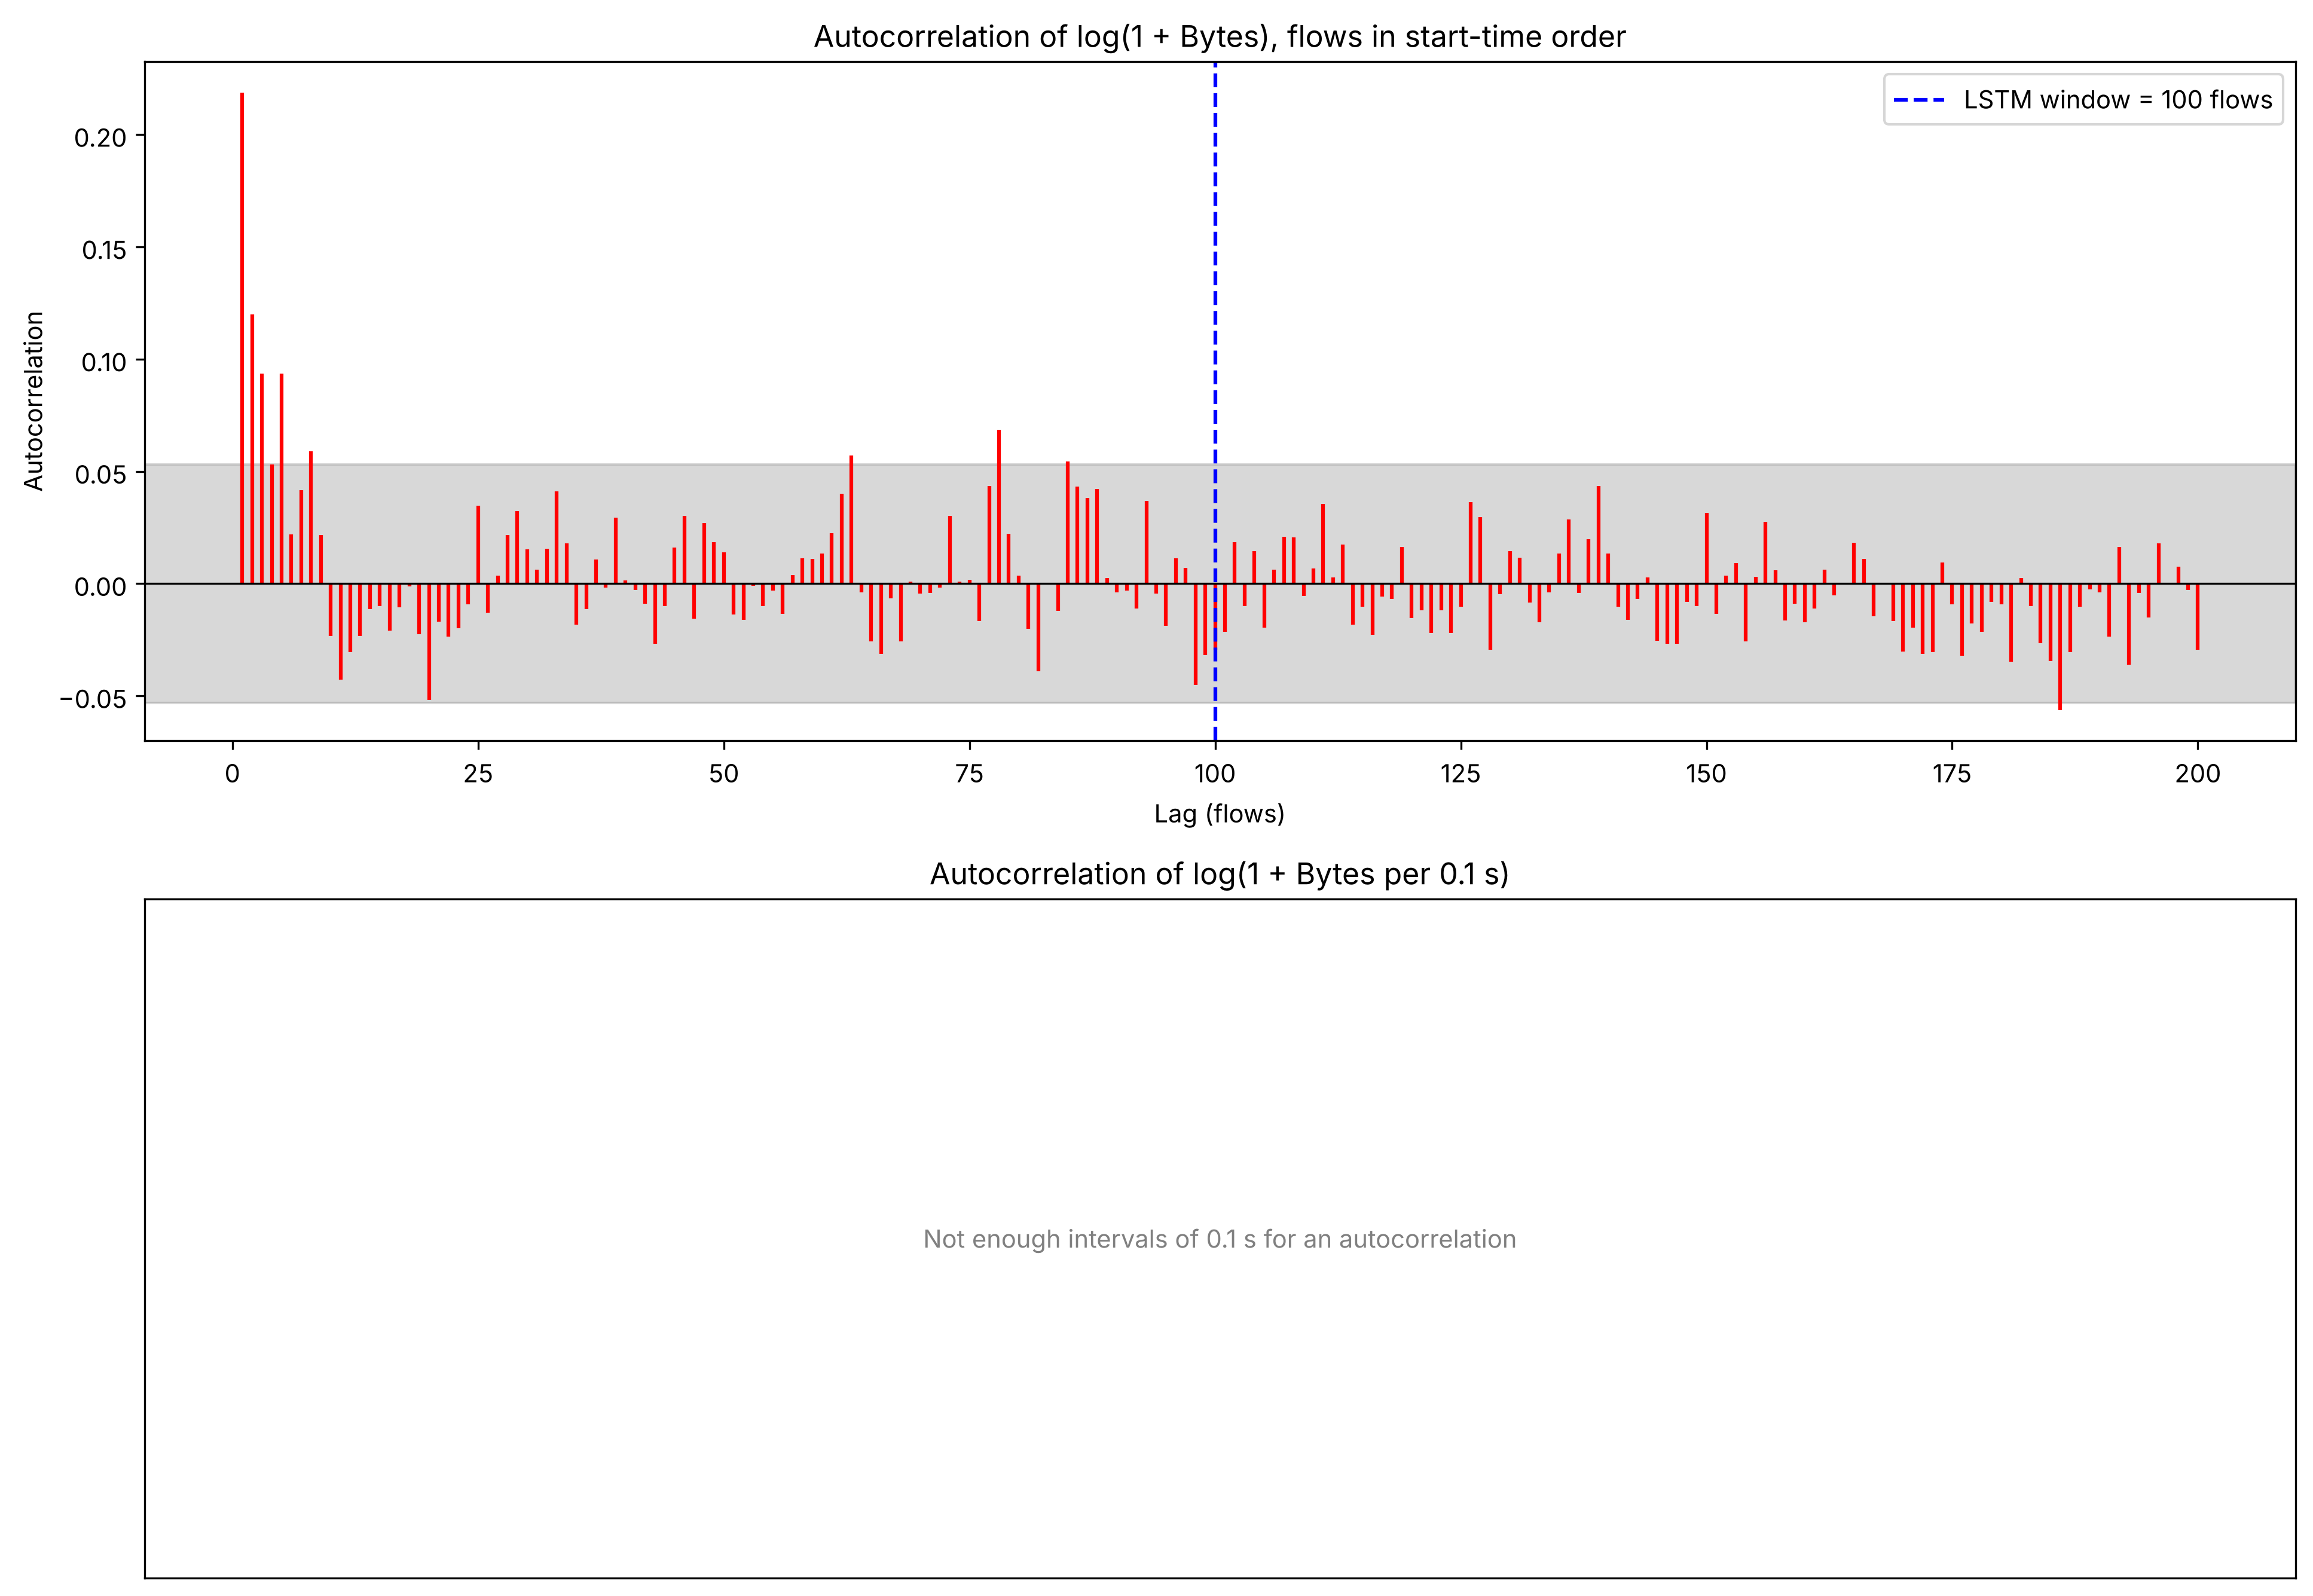 Autocorrelation of log(1 + Bytes), flows in start-time order
LSTM window = 100 flows
Autocorrelation
0.20
0.15
0.10
0.05
0.00
−0.05
0 25 50 75 100 125 150 175 200
Lag (flows)
Autocorrelation of log(1 + Bytes per 0.1 s)
Not enough intervals of 0.1 s for an autocorrelation